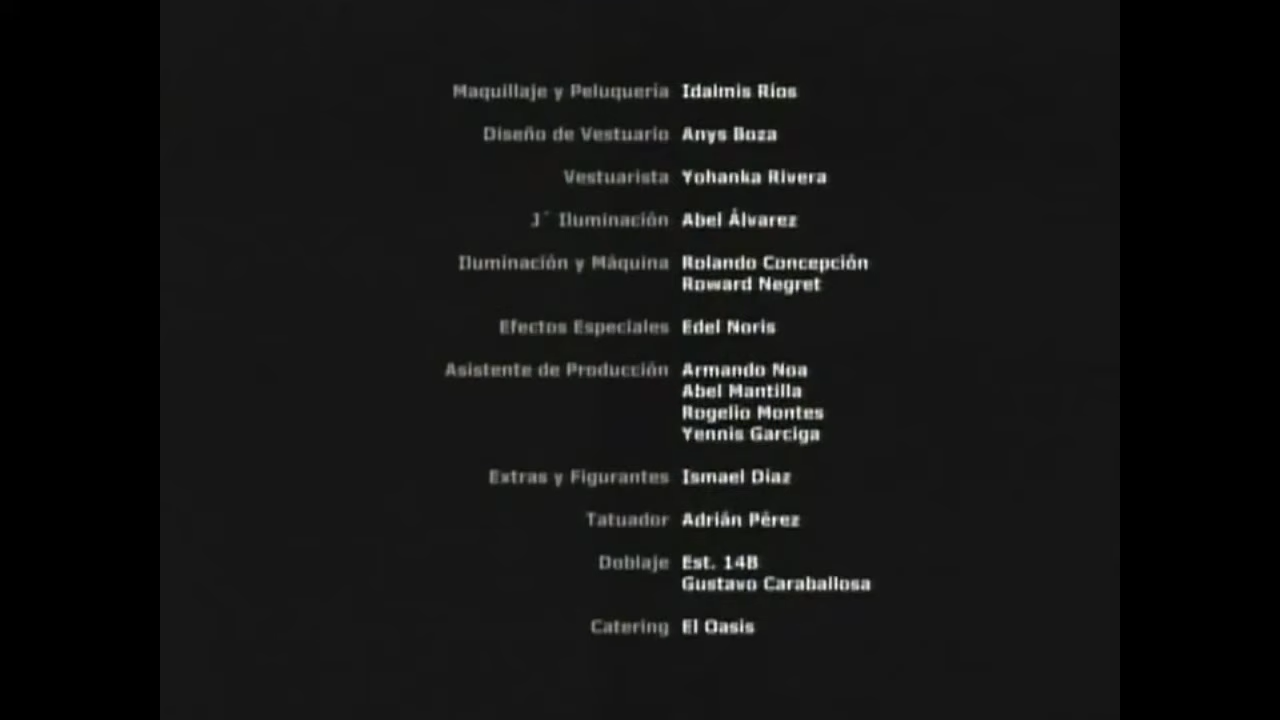 Maquillaje y Peluquería Idalmis Ríos
Diseño de Vestuario Anys Boza
Vestuarista Yohanka Rivera
J´ Iluminación Abel Álvarez
Iluminación y Máquina Rolando Concepción
Roward Negret
Efectos Especiales Edel Noris
Asistente de Producción Armando Noa
Abel Mantilla
Rogelio Montes
Yennis Garciga
Extras y Figurantes Ismael Díaz
Tatuador Adrián Pérez
Doblaje Est. 14B
Gustavo Caraballosa
Catering El Oasis